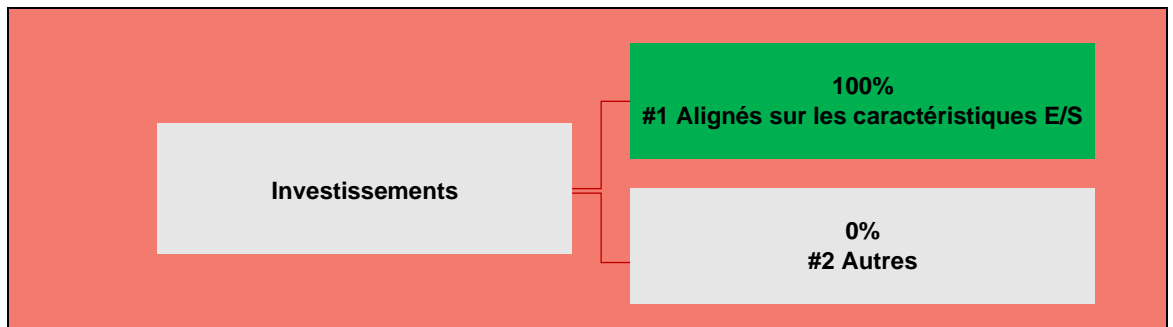 Investissements
100%
#1 Alignés sur les caractéristiques E/S
0%
#2 Autres